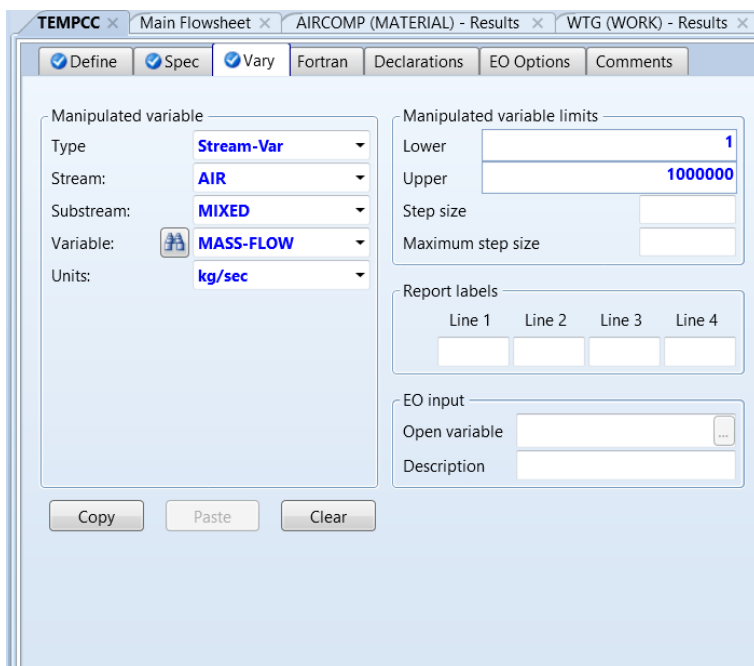 TEMPCC × Main Flowsheet × AIRCOMP (MATERIAL) - Results × WTG (WORK) - Results ×
Define Spec Vary Fortran Declarations EO Options Comments
Manipulated variable
Type Stream-Var
Stream: AIR
Substream: MIXED
Variable: MASS-FLOW
Units: kg/sec
Manipulated variable limits
Lower 1
Upper 1000000
Step size
Maximum step size
Report labels
Line 1 Line 2 Line 3 Line 4
EO input
Open variable ...
Description
Copy Paste Clear